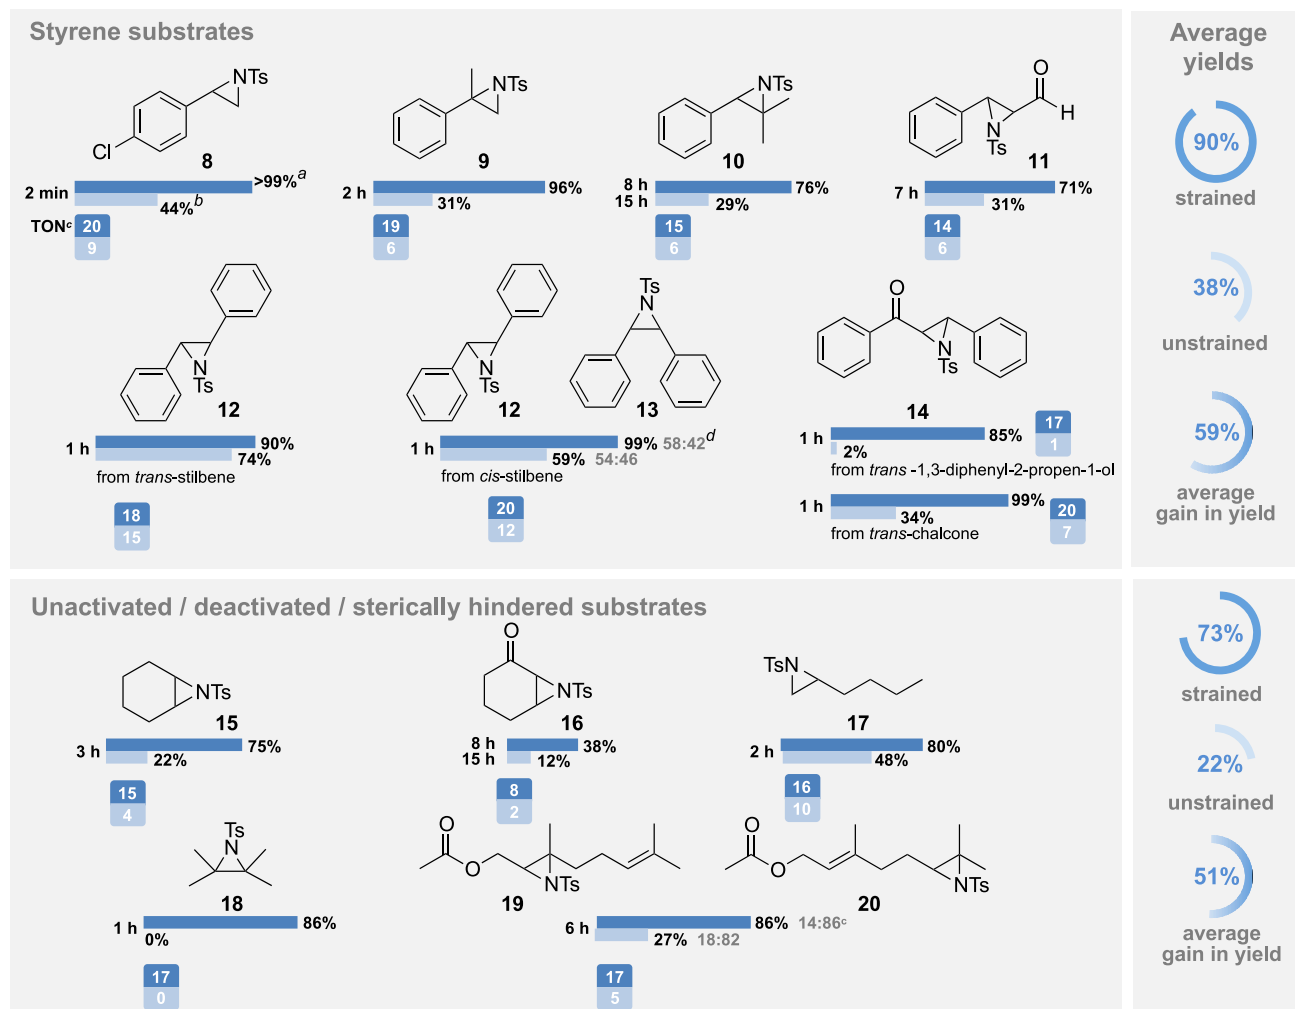 Styrene substrates
NTs
Cl
8
2 min
>99%a
44%b
TONc
20
9
NTs
9
2 h
96%
31%
19
6
NTs
10
8 h
15 h
76%
29%
15
6
O
H
N
Ts
11
7 h
71%
31%
14
6
N
Ts
12
1 h
90%
74%
from trans-stilbene
18
15
N
Ts
12
Ts
N
13
1 h
99% 58:42d
59% 54:46
from cis-stilbene
20
12
O
N
Ts
14
1 h
85%
2%
17
1
from trans -1,3-diphenyl-2-propen-1-ol
1 h
99%
34%
20
7
from trans-chalcone
Average
yields
90%
strained
38%
unstrained
59%
average
gain in yield
Unactivated / deactivated / sterically hindered substrates
NTs
15
3 h
75%
22%
15
4
O
NTs
16
8 h
15 h
38%
12%
8
2
TsN
17
2 h
80%
48%
16
10
Ts
N
18
1 h
86%
0%
17
0
O
O
NTs
19
O
O
NTs
20
6 h
86% 14:86c
27% 18:82
17
5
73%
strained
22%
unstrained
51%
average
gain in yield